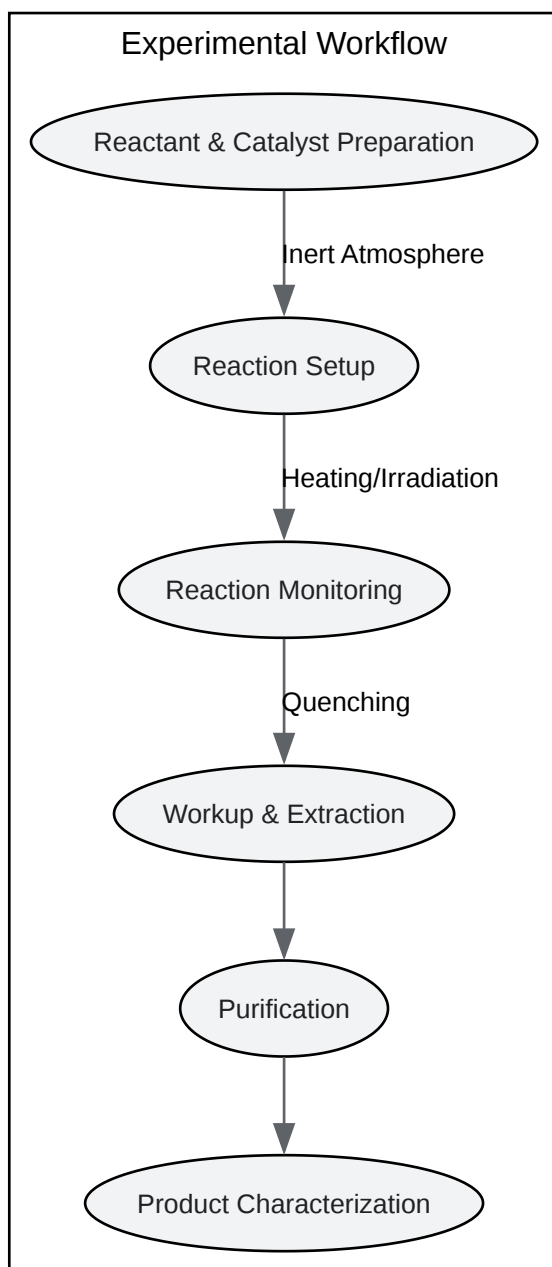 Experimental Workflow
Reactant & Catalyst Preparation
Inert Atmosphere
Reaction Setup
Heating/Irradiation
Reaction Monitoring
Quenching
Workup & Extraction
Purification
Product Characterization